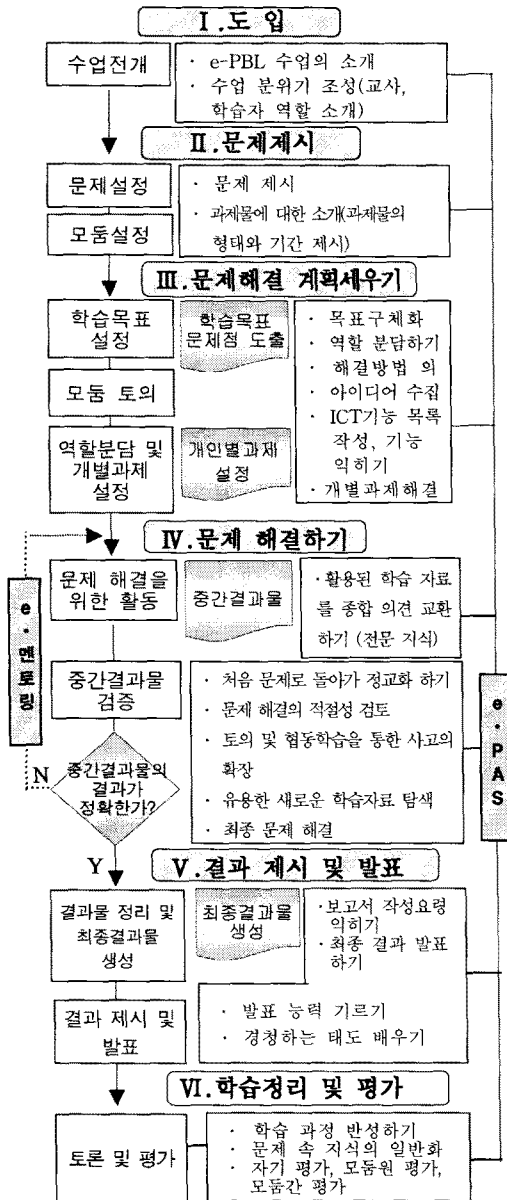 Ⅰ.도 입
수업전개
· e-PBL 수업의 소개
· 수업 분위기 조성(교사,
학습자 역할 소개)
Ⅱ.문제제시
문제설정
모둠설정
· 문제 제시
· 과제물에 대한 소개(과제물의
형태와 기간 제시)
Ⅲ.문제해결 계획세우기
학습목표
설정
학습목표
문제점 도출
모둠 토의
역할분담 및
개별과제
설정
개인별과제
설정
· 목표구체화
· 역할 분담하기
· 해결방법 의
· 아이디어 수집
· ICT기능 목록
작성, 기능
익히기
· 개별과제해결
Ⅳ.문제 해결하기
e·멘토링
문제 해결을
위한 활동
중간결과물
· 활용된 학습 자료
를 종합 의견 교환
하기 (전문 지식)
중간결과물
검증
· 처음 문제로 돌아가 정교화 하기
· 문제 해결의 적절성 검토
· 토의 및 협동학습을 통한 사고의
확장
· 유용한 새로운 학습자료 탐색
· 최종 문제 해결
e·PAS
N
중간결과물의
결과가
정확한가?
Y
Ⅴ.결과 제시 및 발표
결과물 정리 및
최종결과물
생성
최종결과물
생성
· 보고서 작성요령
익히기
· 최종 결과 발표
하기
결과 제시 및
발표
· 발표 능력 기르기
· 경청하는 태도 배우기
Ⅵ.학습정리 및 평가
토론 및 평가
· 학습 과정 반성하기
· 문제 속 지식의 일반화
· 자기 평가, 모둠원 평가,
모둠간 평가